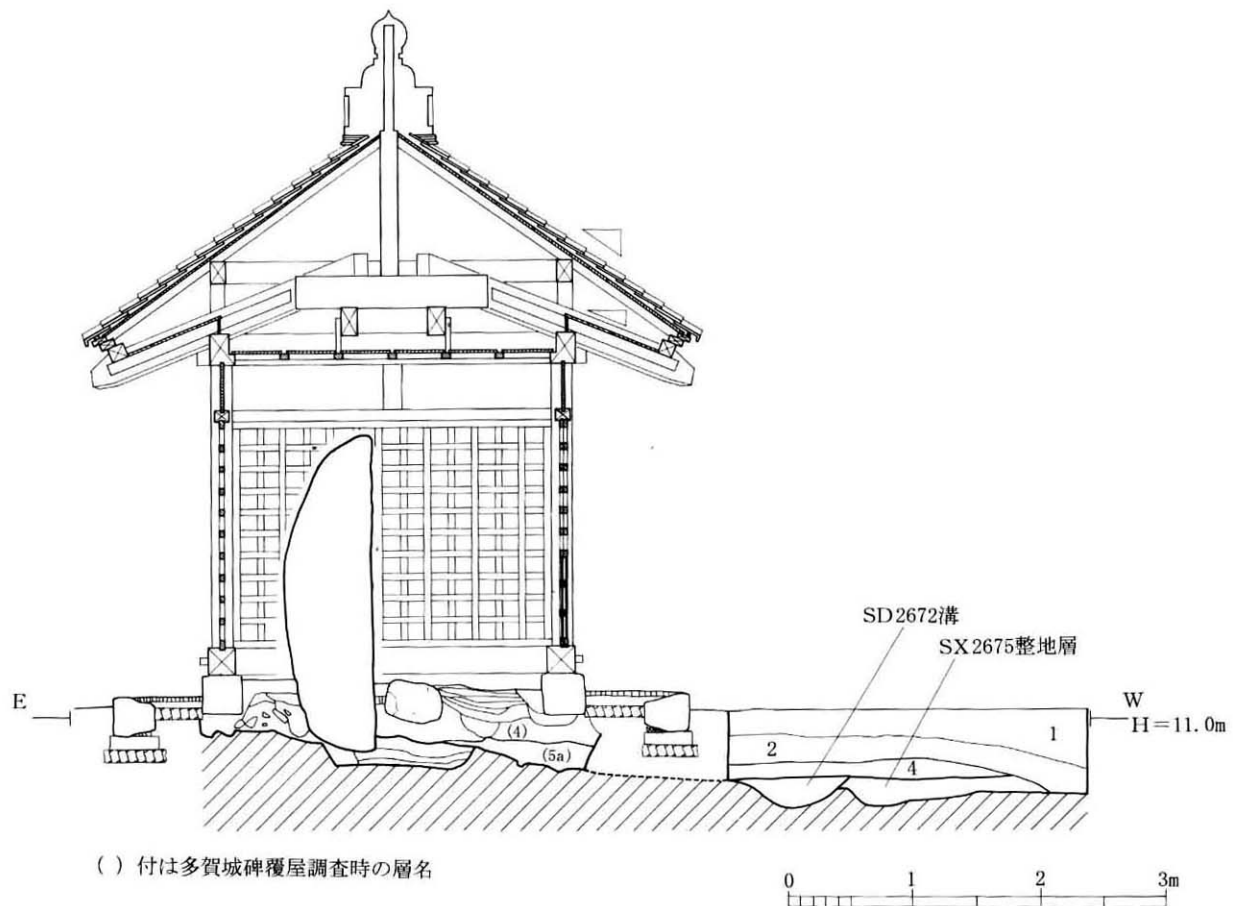 SD2672溝
SX2675整地層
E
W
H=11.0m
1
2
4
(4)
(5a)
( ) 付は多賀城碑覆屋調査時の層名
0 1 2 3m